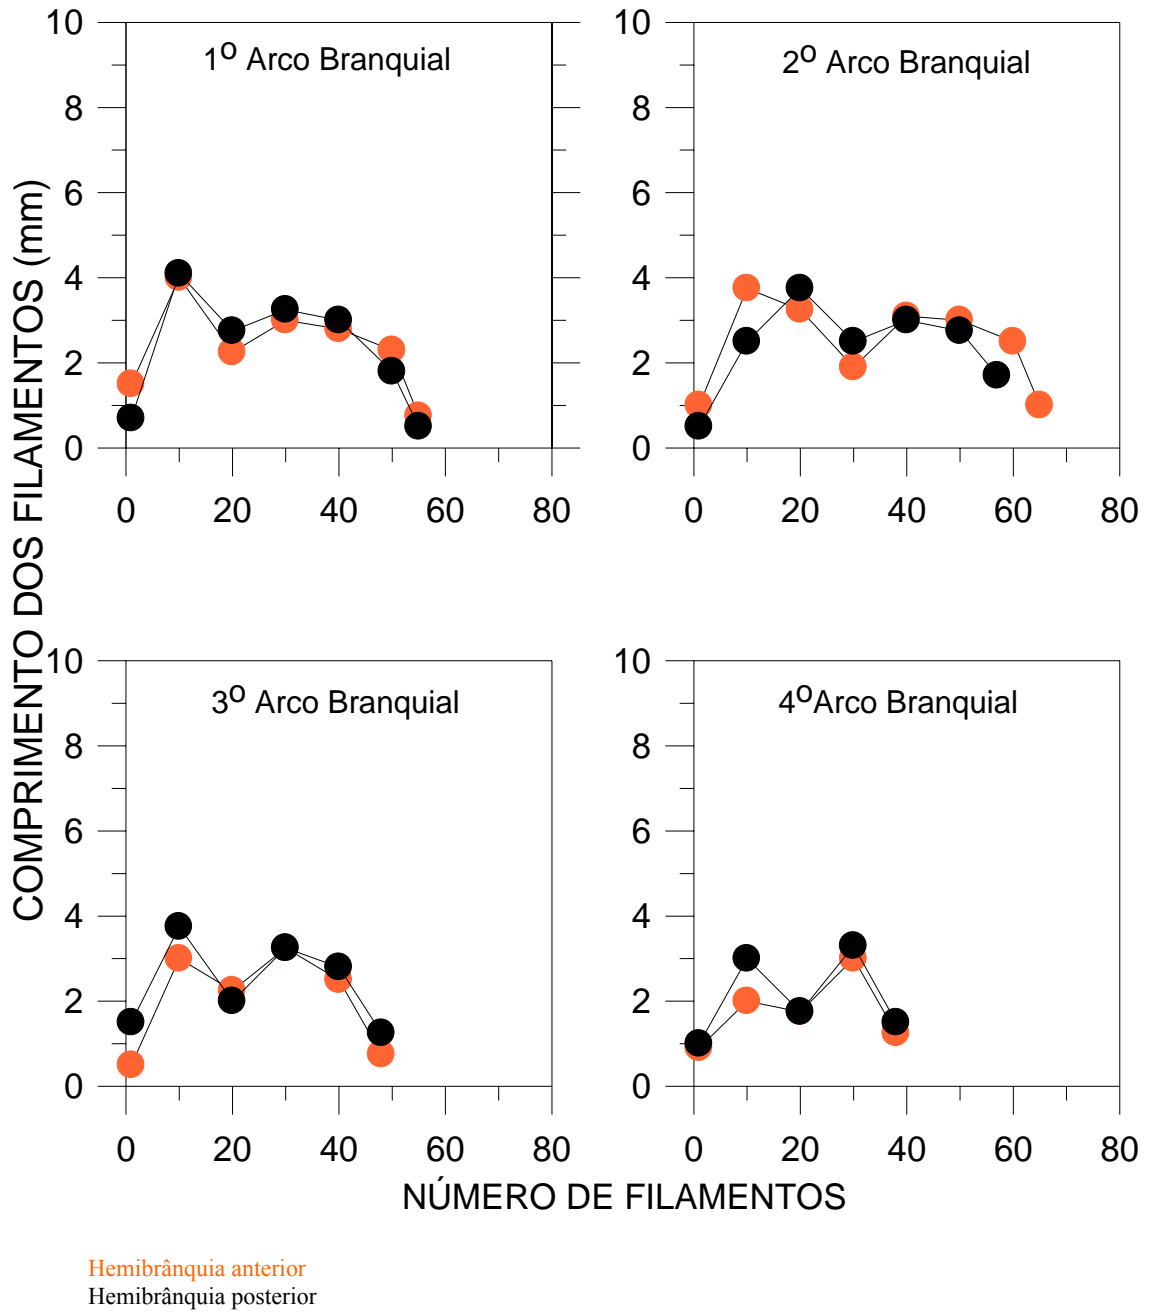 COMPRIMENTO DOS FILAMENTOS (mm)
1º Arco Branquial
10
8
6
4
2
0
0 20 40 60 80
2º Arco Branquial
10
8
6
4
2
0
0 20 40 60 80
3º Arco Branquial
10
8
6
4
2
0
0 20 40 60 80
4ºArco Branquial
10
8
6
4
2
0
0 20 40 60 80
NÚMERO DE FILAMENTOS
Hemibrânquia anterior
Hemibrânquia posterior